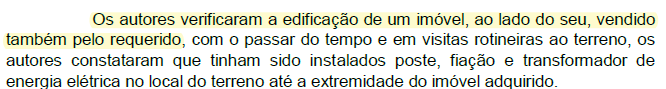 Os autores verificaram a edificação de um imóvel, ao lado do seu, vendido
também pelo requerido, com o passar do tempo e em visitas rotineiras ao terreno, os
autores constataram que tinham sido instalados poste, fiação e transformador de
energia elétrica no local do terreno até a extremidade do imóvel adquirido.